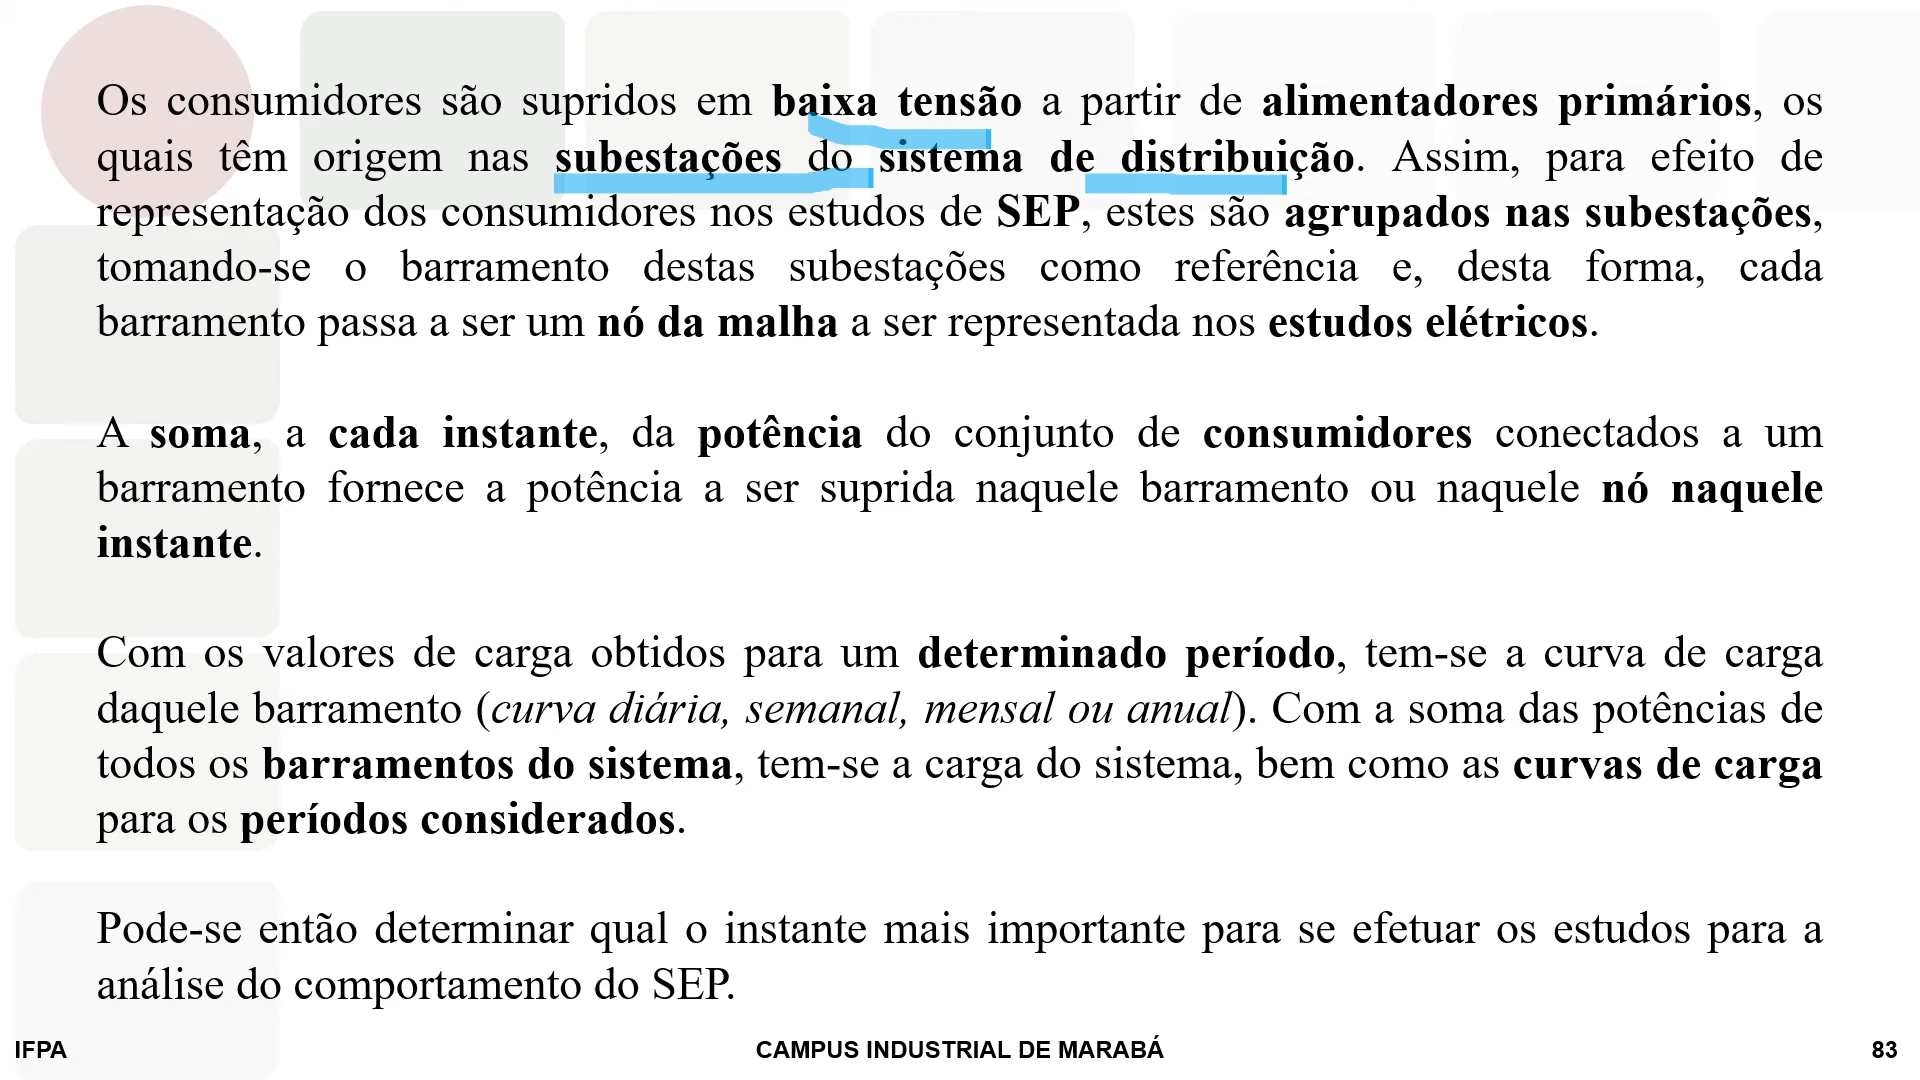 Os consumidores são supridos em baixa tensão a partir de alimentadores primários, os
quais têm origem nas subestações do sistema de distribuição. Assim, para efeito de
representação dos consumidores nos estudos de SEP, estes são agrupados nas subestações,
tomando-se o barramento destas subestações como referência e, desta forma, cada
barramento passa a ser um nó da malha a ser representada nos estudos elétricos.
A soma, a cada instante, da potência do conjunto de consumidores conectados a um
barramento fornece a potência a ser suprida naquele barramento ou naquele nó naquele
instante.
Com os valores de carga obtidos para um determinado período, tem-se a curva de carga
daquele barramento (curva diária, semanal, mensal ou anual). Com a soma das potências de
todos os barramentos do sistema, tem-se a carga do sistema, bem como as curvas de carga
para os períodos considerados.
Pode-se então determinar qual o instante mais importante para se efetuar os estudos para a
análise do comportamento do SEP.
IFPA
CAMPUS INDUSTRIAL DE MARABÁ
83